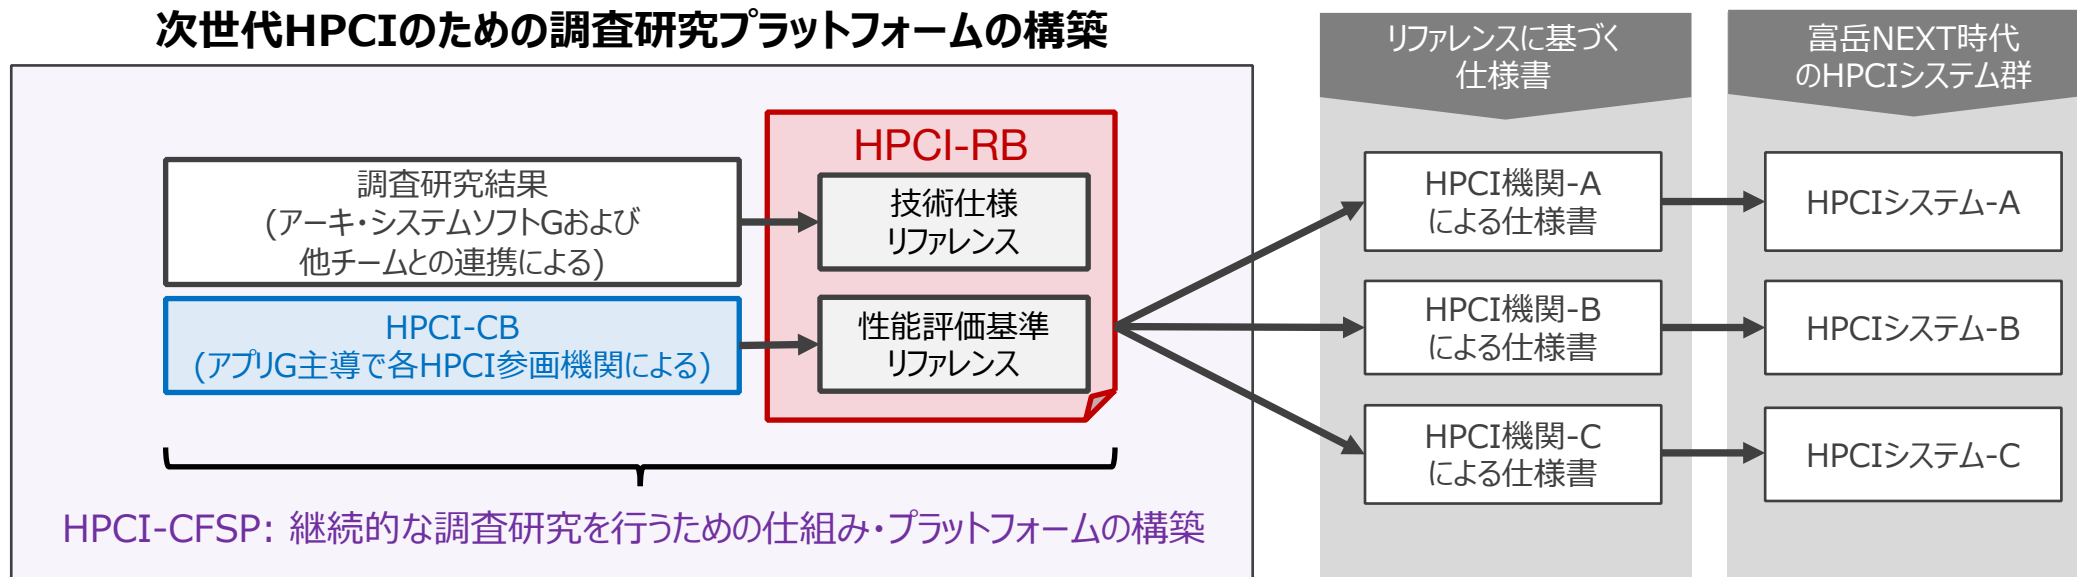 次世代HPCIのための調査研究プラットフォームの構築
調査研究結果
(アーキ・システムソフトGおよび
他チームとの連携による)
HPCI-CB
(アプリG主導で各HPCI参画機関による)
HPCI-RB
技術仕様
リファレンス
性能評価基準
リファレンス
HPCI-CFSP: 継続的な調査研究を行うための仕組み・プラットフォームの構築
リファレンスに基づく
仕様書
HPCI機関-A
による仕様書
HPCI機関-B
による仕様書
HPCI機関-C
による仕様書
富岳NEXT時代
のHPCIシステム群
HPCIシステム-A
HPCIシステム-B
HPCIシステム-C